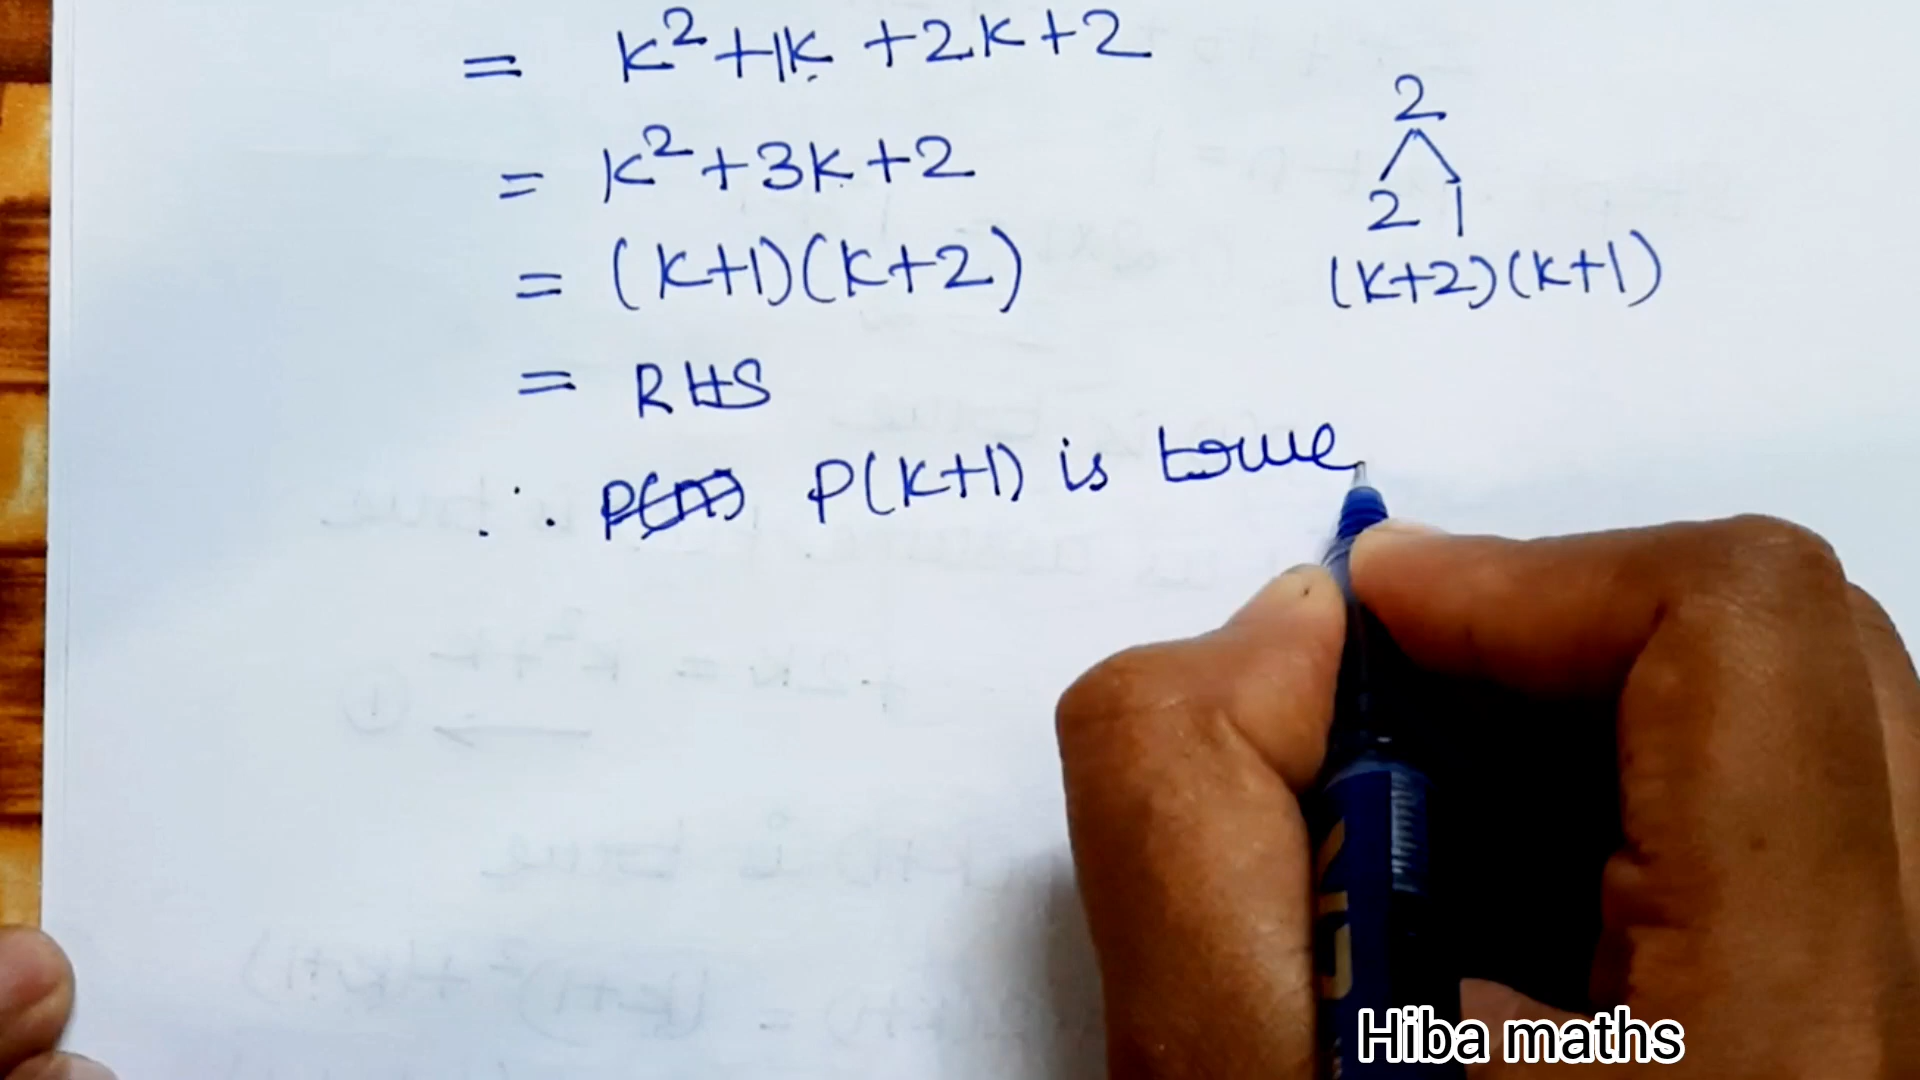 = k²+1k +2k+2
= k²+3k+2
= (k+1)(k+2)
= RHS
∴ P(n) P(k+1) is true
2
2 1
(k+2)(k+1)
Hiba maths